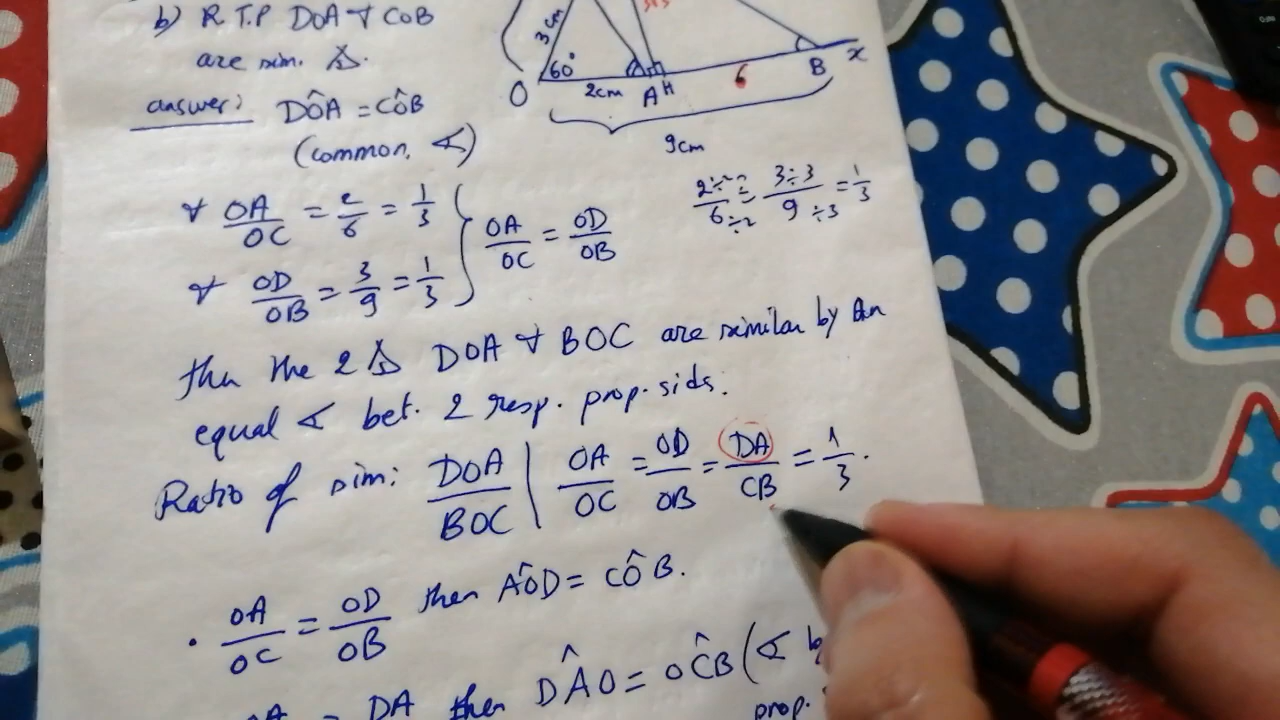 b) R.T.P DOA & COB
are sim. △s.
answer: DÔA = CÔB
(common ∢)
3cm
60°
O 2cm A H 6 B x
9cm
2÷2/6÷2 = 3÷3/9÷3 = 1/3
& OA/OC = 2/6 = 1/3
& OD/OB = 3/9 = 1/3
OA/OC = OD/OB
then the 2 △s DOA & BOC are similar by an
equal ∢ bet. 2 resp. prop. sids.
Ratio of sim: DOA/BOC | OA/OC = OD/OB = DA/CB = 1/3.
• OA/OC = OD/OB then AÔD = CÔB.
OA = DA then DÂO = OĈB (∢
prop.